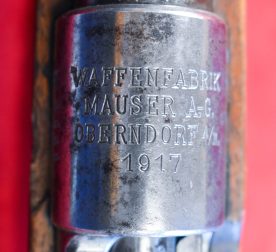 WAFFENFABRIK
MAUSER A-G.
OBERNDORF A/N.
1917